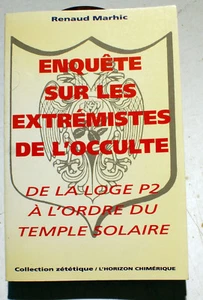 Renaud Marhic
ENQUÊTE
SUR LES
EXTRÉMISTES
DE L'OCCULTE
DE LA LOGE P2
À L'ORDRE DU
TEMPLE SOLAIRE
Collection zététique / L'HORIZON CHIMÉRIQUE